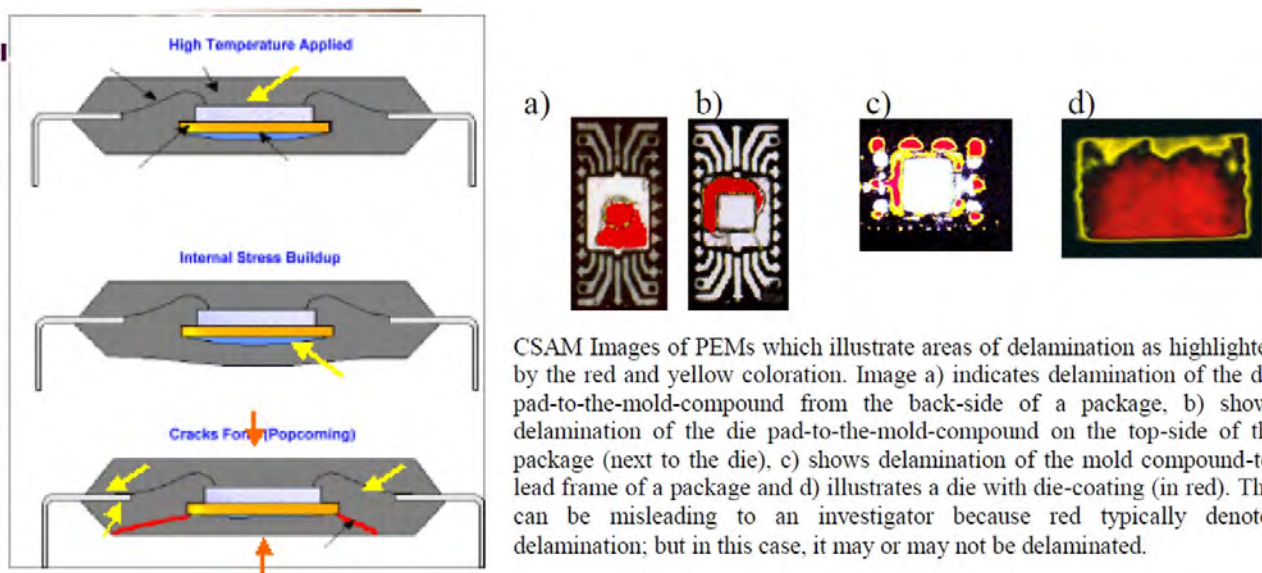 High Temperature Applied
Internal Stress Buildup
Cracks Form (Popcorning)
a)
b)
c)
d)
CSAM Images of PEMs which illustrate areas of delamination as highlighte
by the red and yellow coloration. Image a) indicates delamination of the d
pad-to-the-mold-compound from the back-side of a package, b) show
delamination of the die pad-to-the-mold-compound on the top-side of th
package (next to the die), c) shows delamination of the mold compound-to
lead frame of a package and d) illustrates a die with die-coating (in red). Th
can be misleading to an investigator because red typically denote
delamination; but in this case, it may or may not be delaminated.